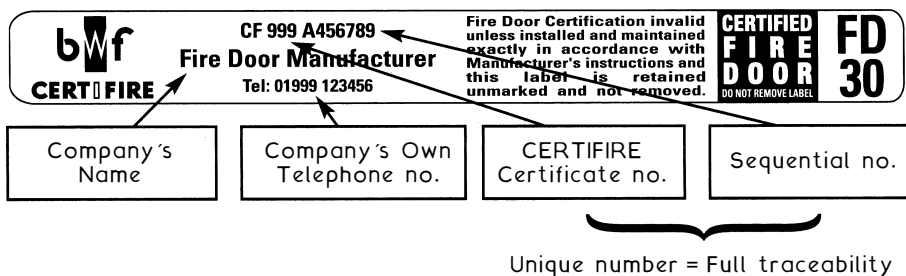 bwf
CERTIFIRE
CF 999 A456789
Fire Door Manufacturer
Tel: 01999 123456
Fire Door Certification invalid
unless installed and maintained
exactly in accordance with
Manufacturer's instructions and
this label is retained
unmarked and not removed.
CERTIFIED
FIRE
DOOR
DO NOT REMOVE LABEL
FD
30
Company´s
Name
Company´s Own
Telephone no.
CERTIFIRE
Certificate no.
Sequential no.
Unique number = Full traceability